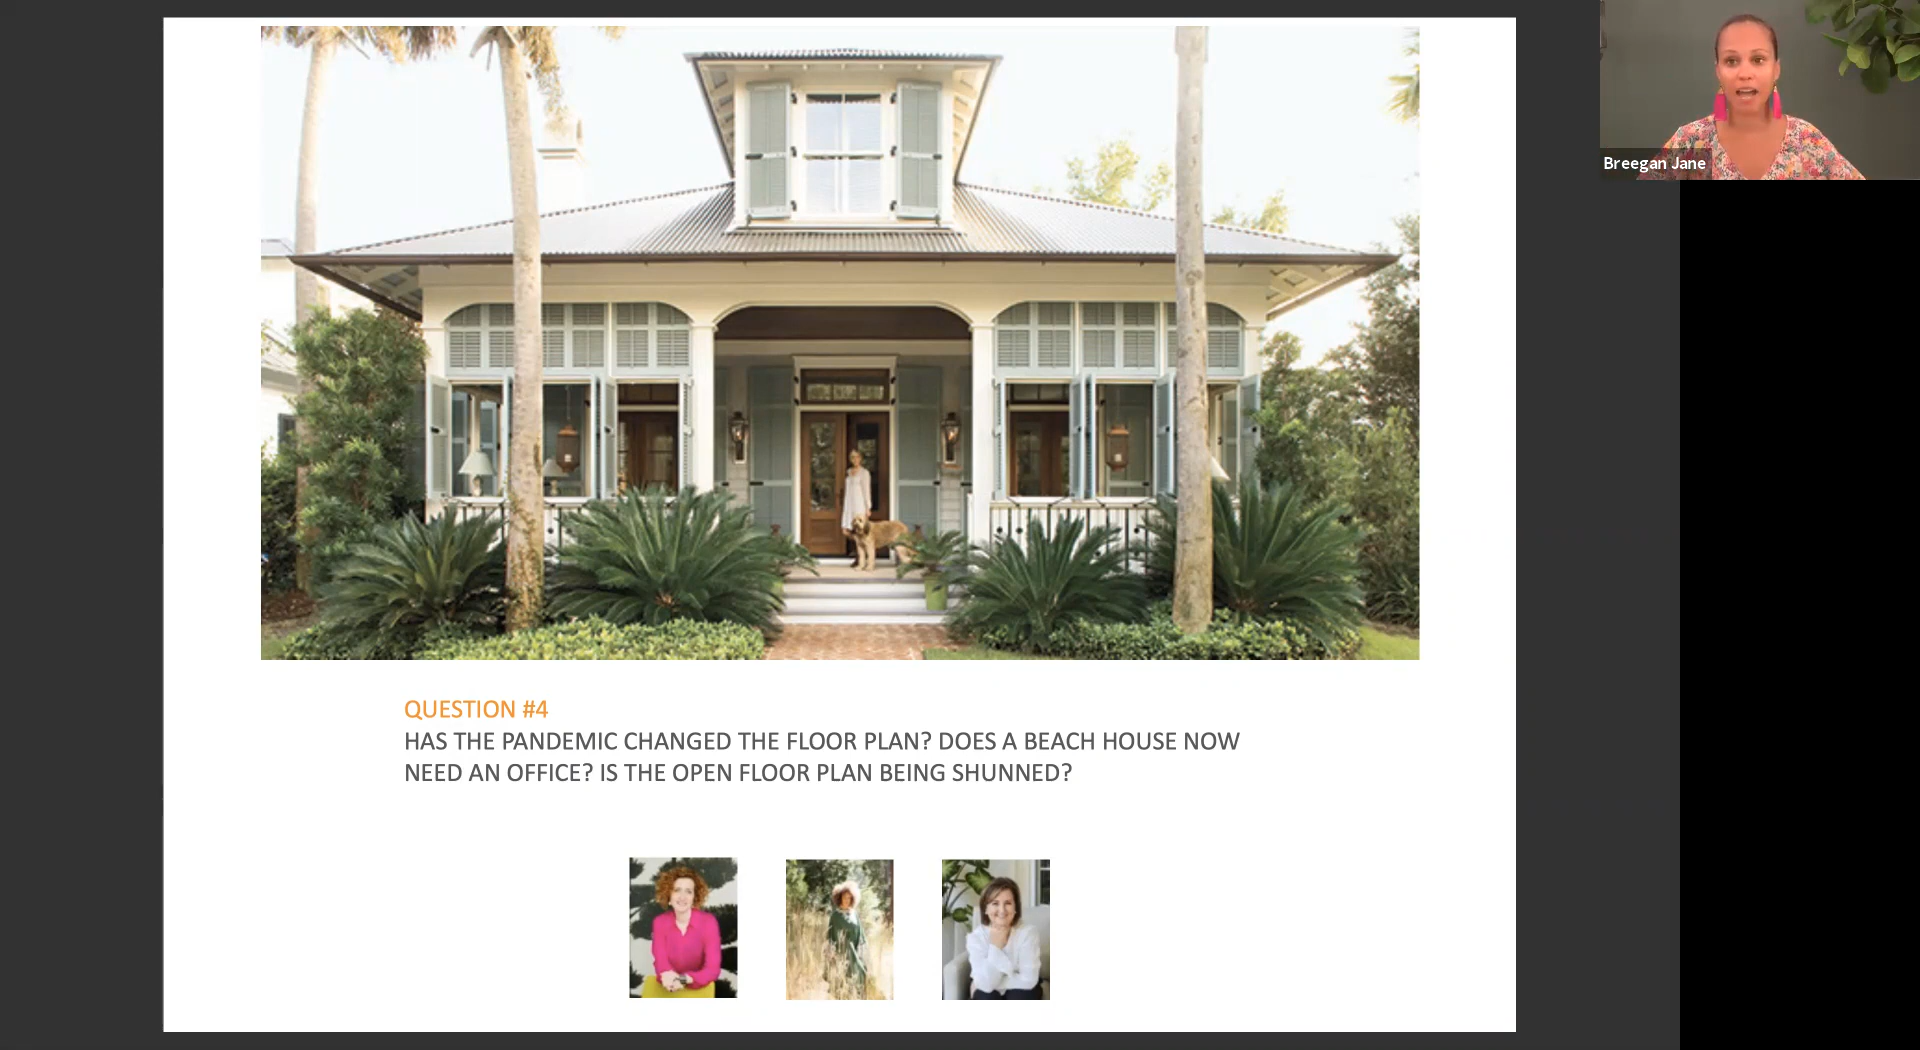 Breegan Jane
QUESTION #4
HAS THE PANDEMIC CHANGED THE FLOOR PLAN? DOES A BEACH HOUSE NOW
NEED AN OFFICE? IS THE OPEN FLOOR PLAN BEING SHUNNED?